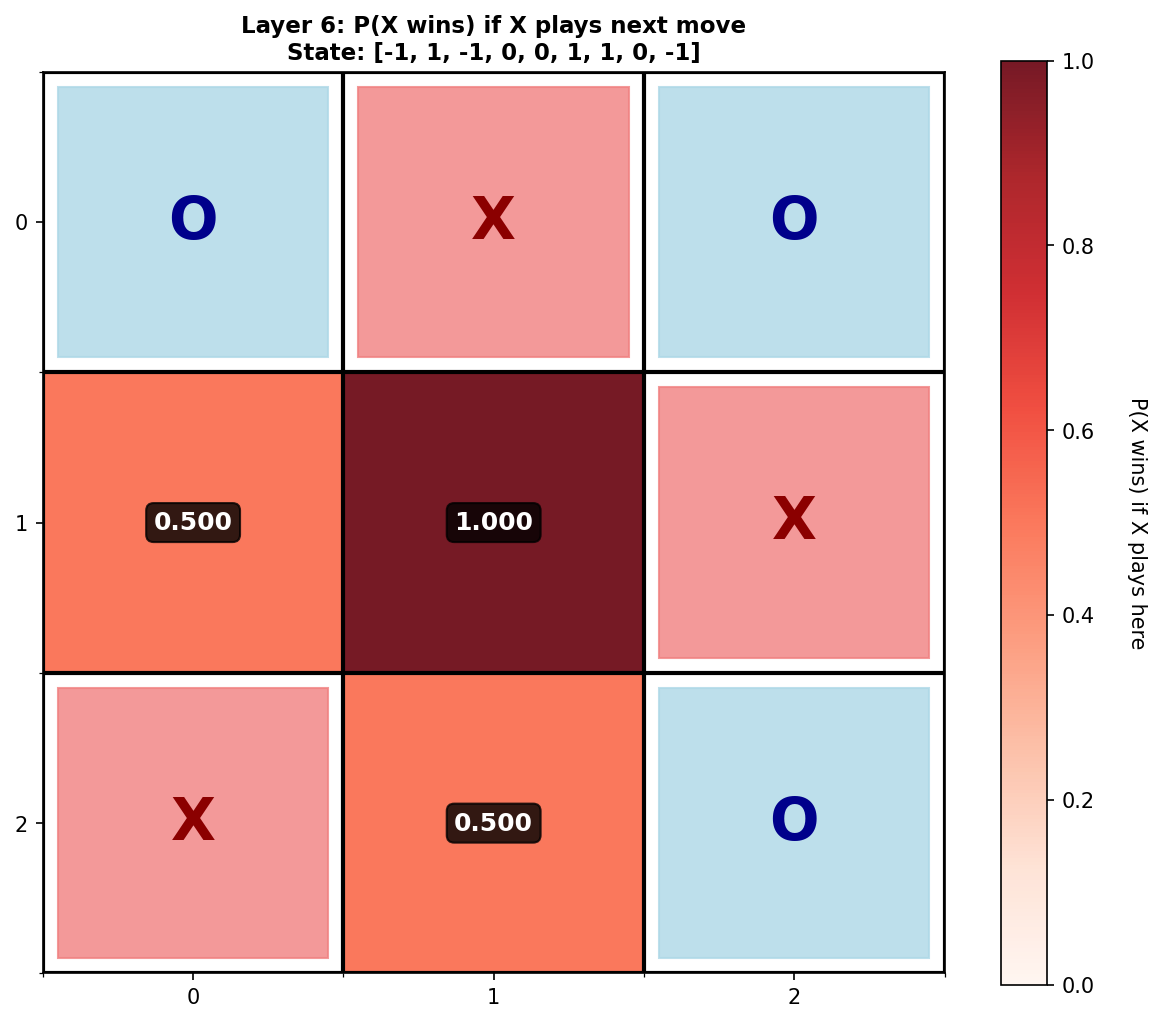 Layer 6: P(X wins) if X plays next move
State: [-1, 1, -1, 0, 0, 1, 1, 0, -1]
O X O
0
0.500 1.000 X
1
X 0.500 O
2
0 1 2
1.0
0.8
0.6
0.4
0.2
0.0
P(X wins) if X plays here